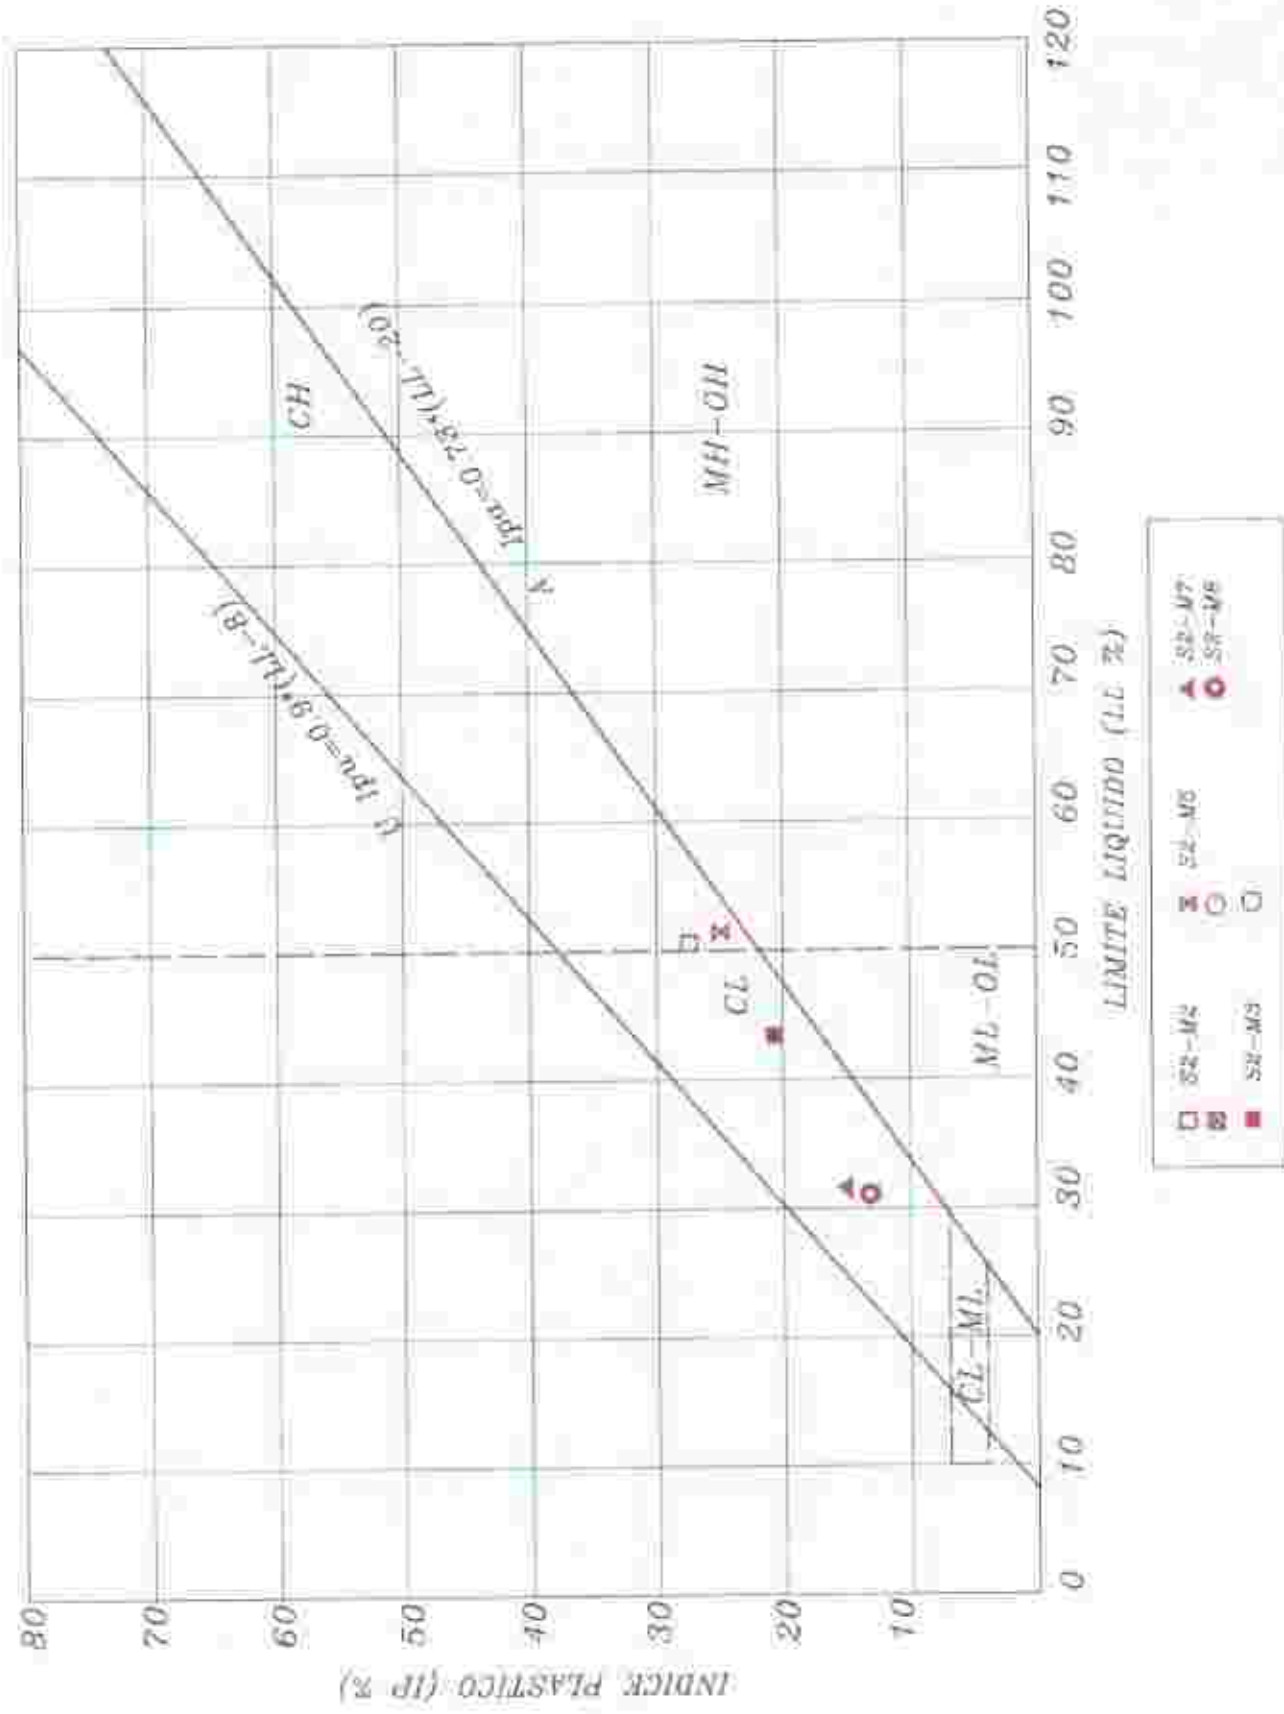 INDICE PLASTICO (IP %)
80
70
60
50
40
30
20
10
U Ipu=0.9*(LL-8)
CH
Ipa=0.73*(LL-20)
A
CL
MH-OH
ML-OL
CL-ML
0 10 20 30 40 50 60 70 80 90 100 110 120
LIMITE LIQUIDO (LL %)
S2-M2
S2-M3
S2-M5
S2-M7